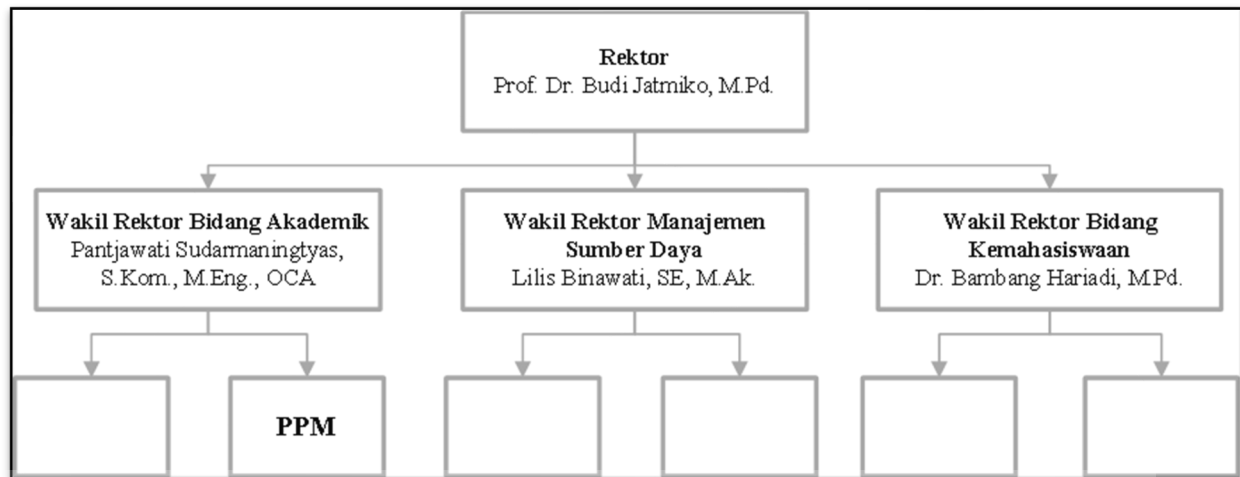 Rektor
Prof. Dr. Budi Jatmiko, M.Pd.
Wakil Rektor Bidang Akademik
Pantjawati Sudarmaningtyas,
S.Kom., M.Eng., OCA
Wakil Rektor Manajemen
Sumber Daya
Lilis Binawati, SE, M.Ak.
Wakil Rektor Bidang
Kemahasiswaan
Dr. Bambang Hariadi, M.Pd.
PPM